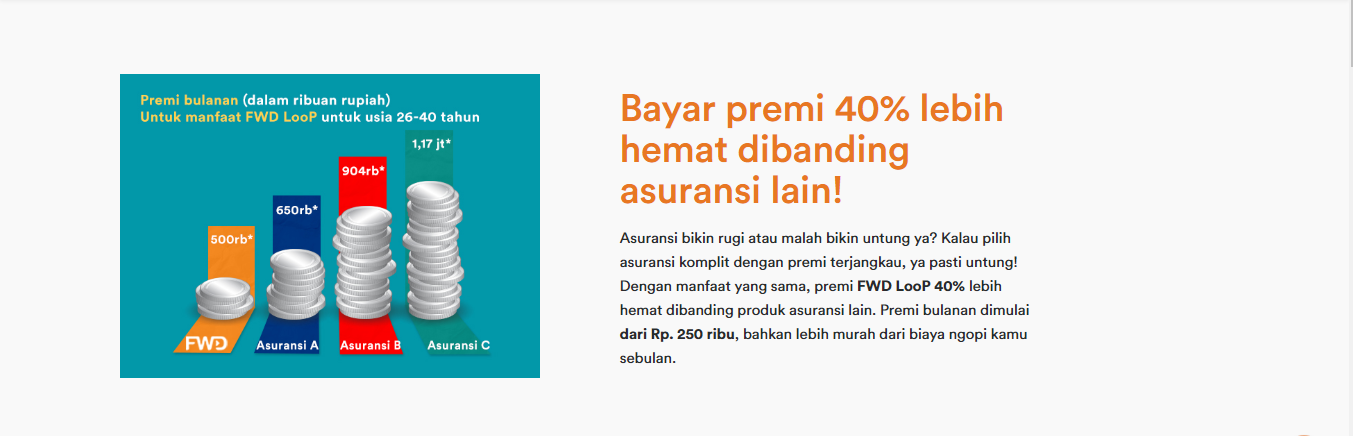 Premi bulanan (dalam ribuan rupiah)
Untuk manfaat FWD LooP untuk usia 26-40 tahun
500rb*
650rb*
904rb*
1,17 jt*
FWD
Asuransi A
Asuransi B
Asuransi C
Bayar premi 40% lebih
hemat dibanding
asuransi lain!
Asuransi bikin rugi atau malah bikin untung ya? Kalau pilih
asuransi komplit dengan premi terjangkau, ya pasti untung!
Dengan manfaat yang sama, premi FWD LooP 40% lebih
hemat dibanding produk asuransi lain. Premi bulanan dimulai
dari Rp. 250 ribu, bahkan lebih murah dari biaya ngopi kamu
sebulan.